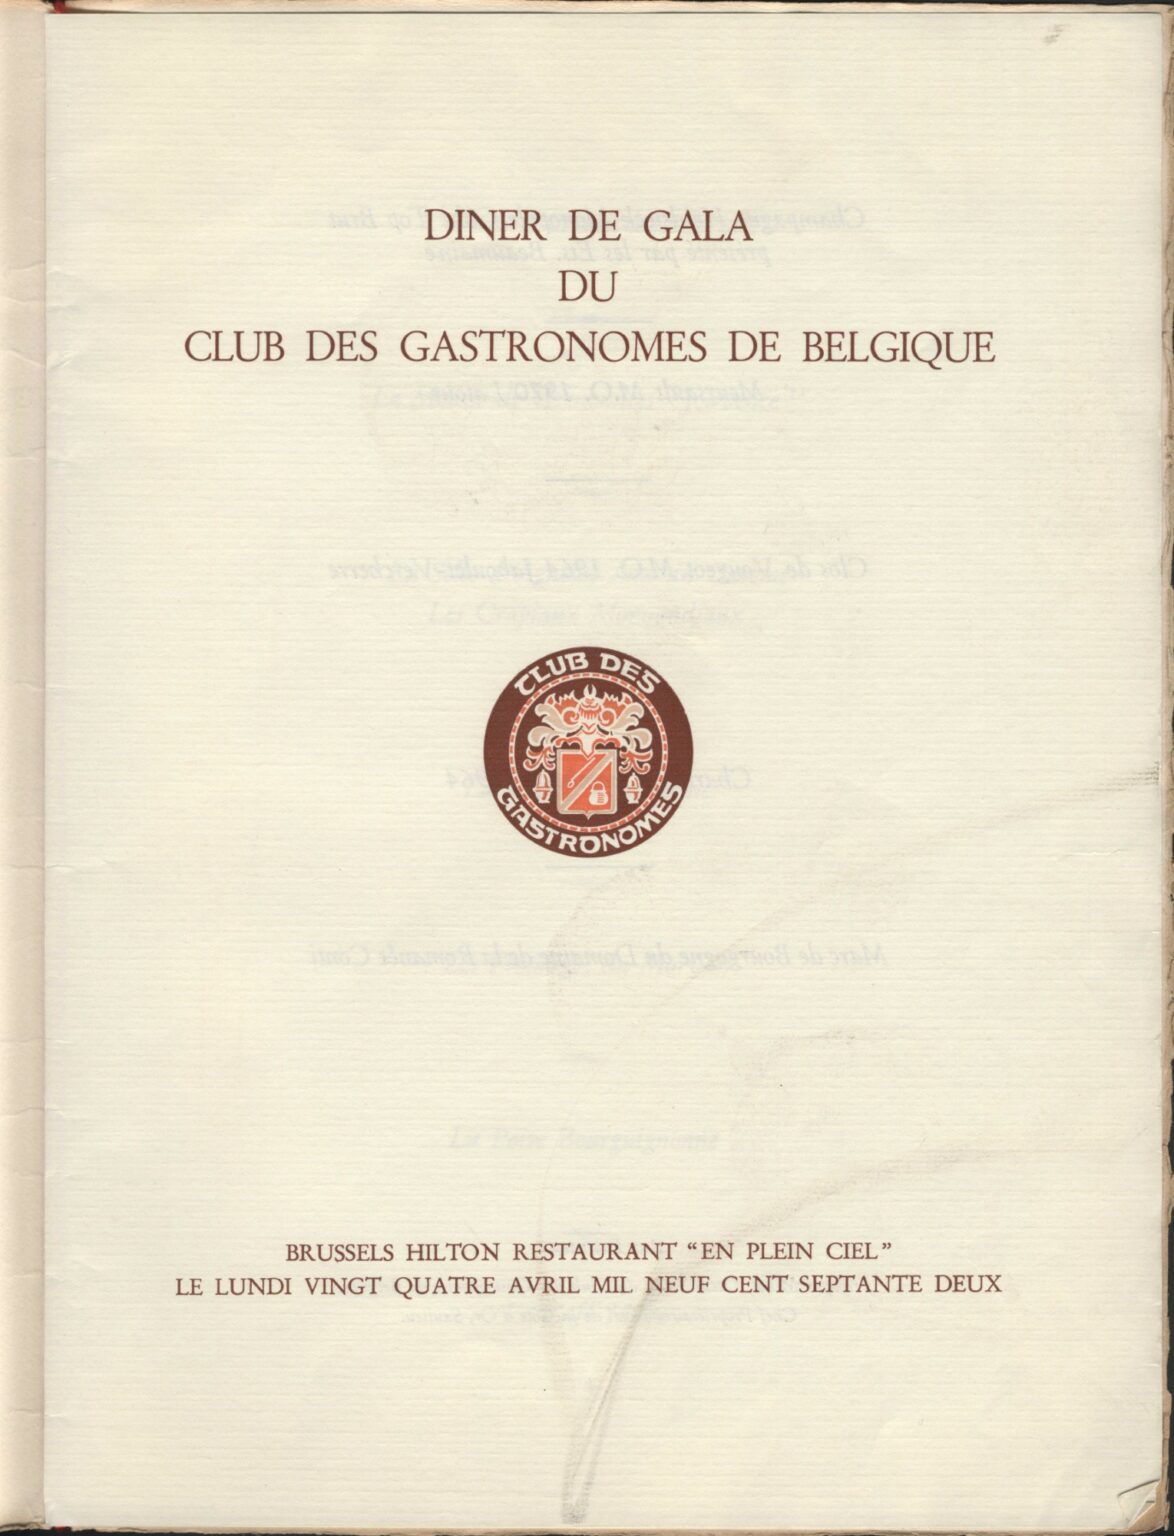 DINER DE GALA
DU
CLUB DES GASTRONOMES DE BELGIQUE
CLUB DES
GASTRONOMES
BRUSSELS HILTON RESTAURANT “EN PLEIN CIEL”
LE LUNDI VINGT QUATRE AVRIL MIL NEUF CENT SEPTANTE DEUX